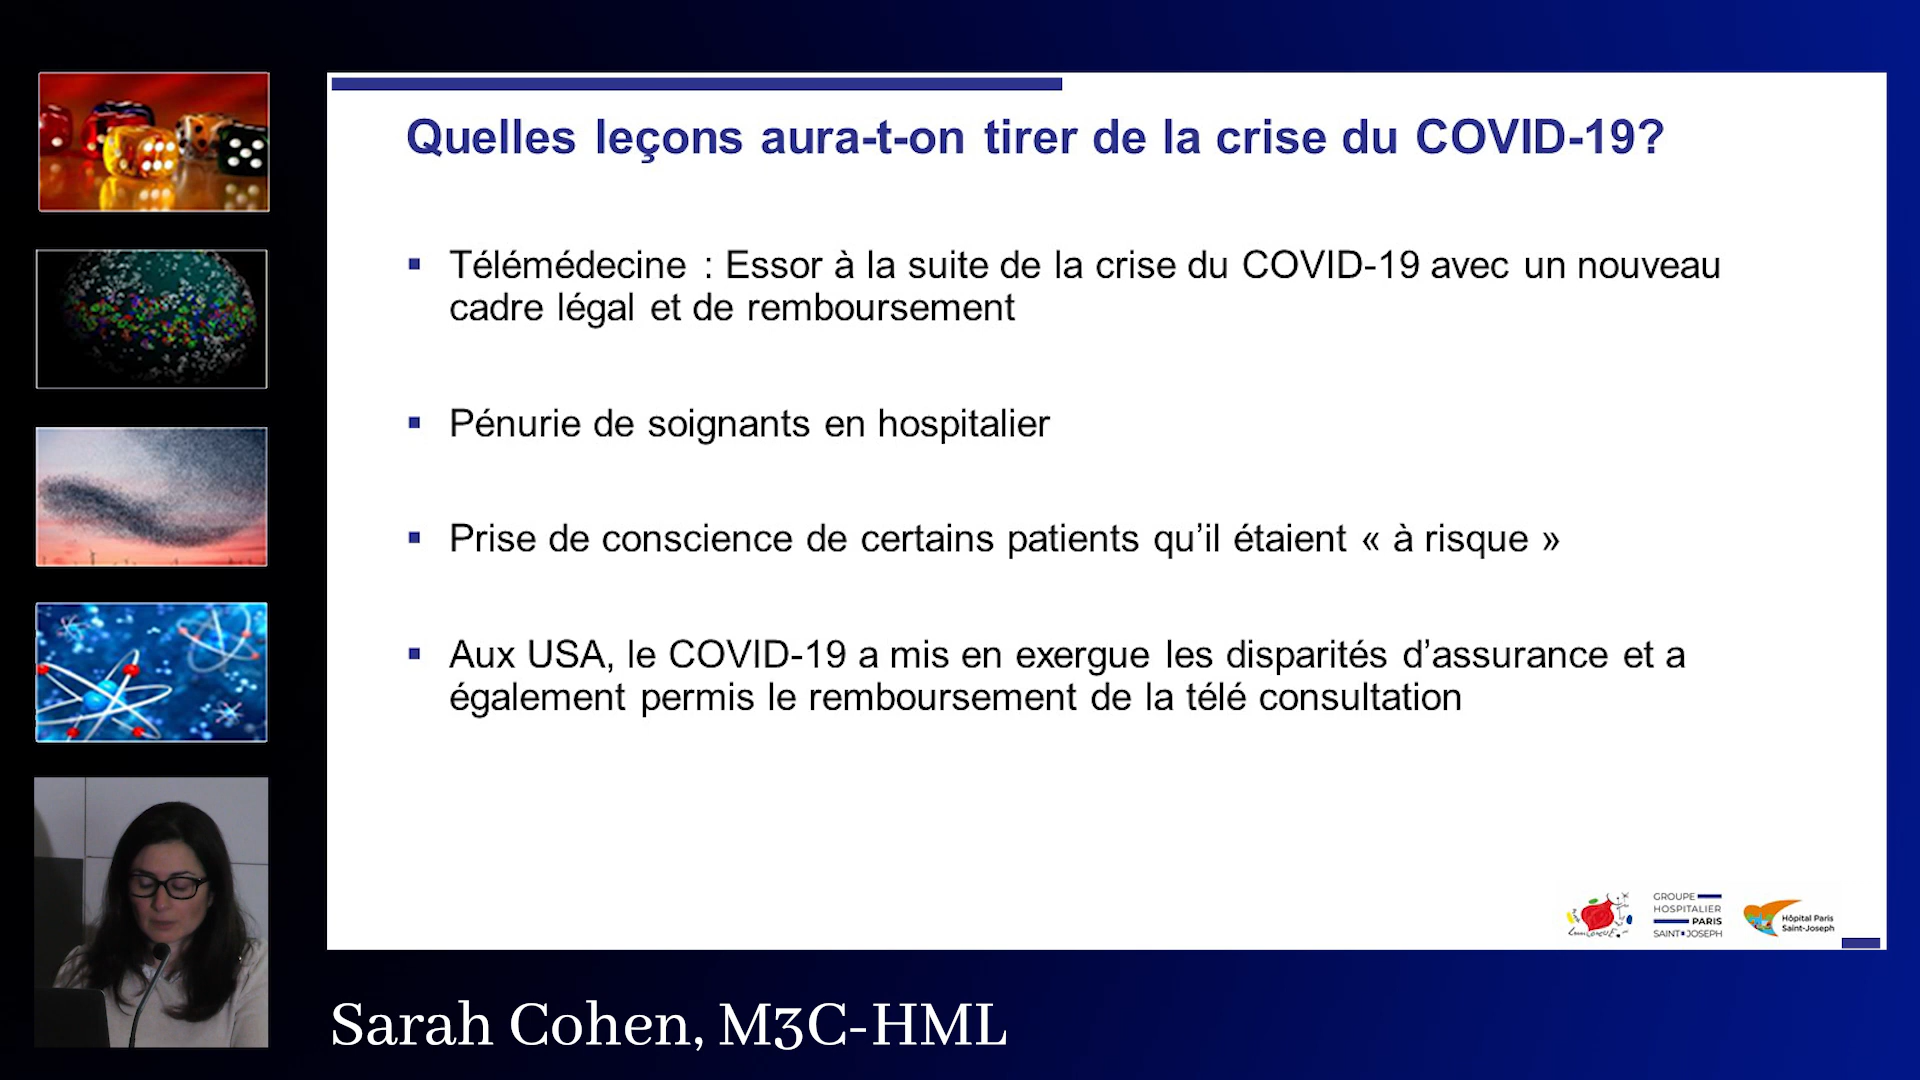 Quelles leçons aura-t-on tirer de la crise du COVID-19?
Télémédecine : Essor à la suite de la crise du COVID-19 avec un nouveau
cadre légal et de remboursement
Pénurie de soignants en hospitalier
Prise de conscience de certains patients qu’il étaient « à risque »
Aux USA, le COVID-19 a mis en exergue les disparités d’assurance et a
également permis le remboursement de la télé consultation
GROUPE
HOSPITALIER
PARIS
SAINT JOSEPH
Hôpital Paris
Saint-Joseph
Sarah Cohen, M3C-HML